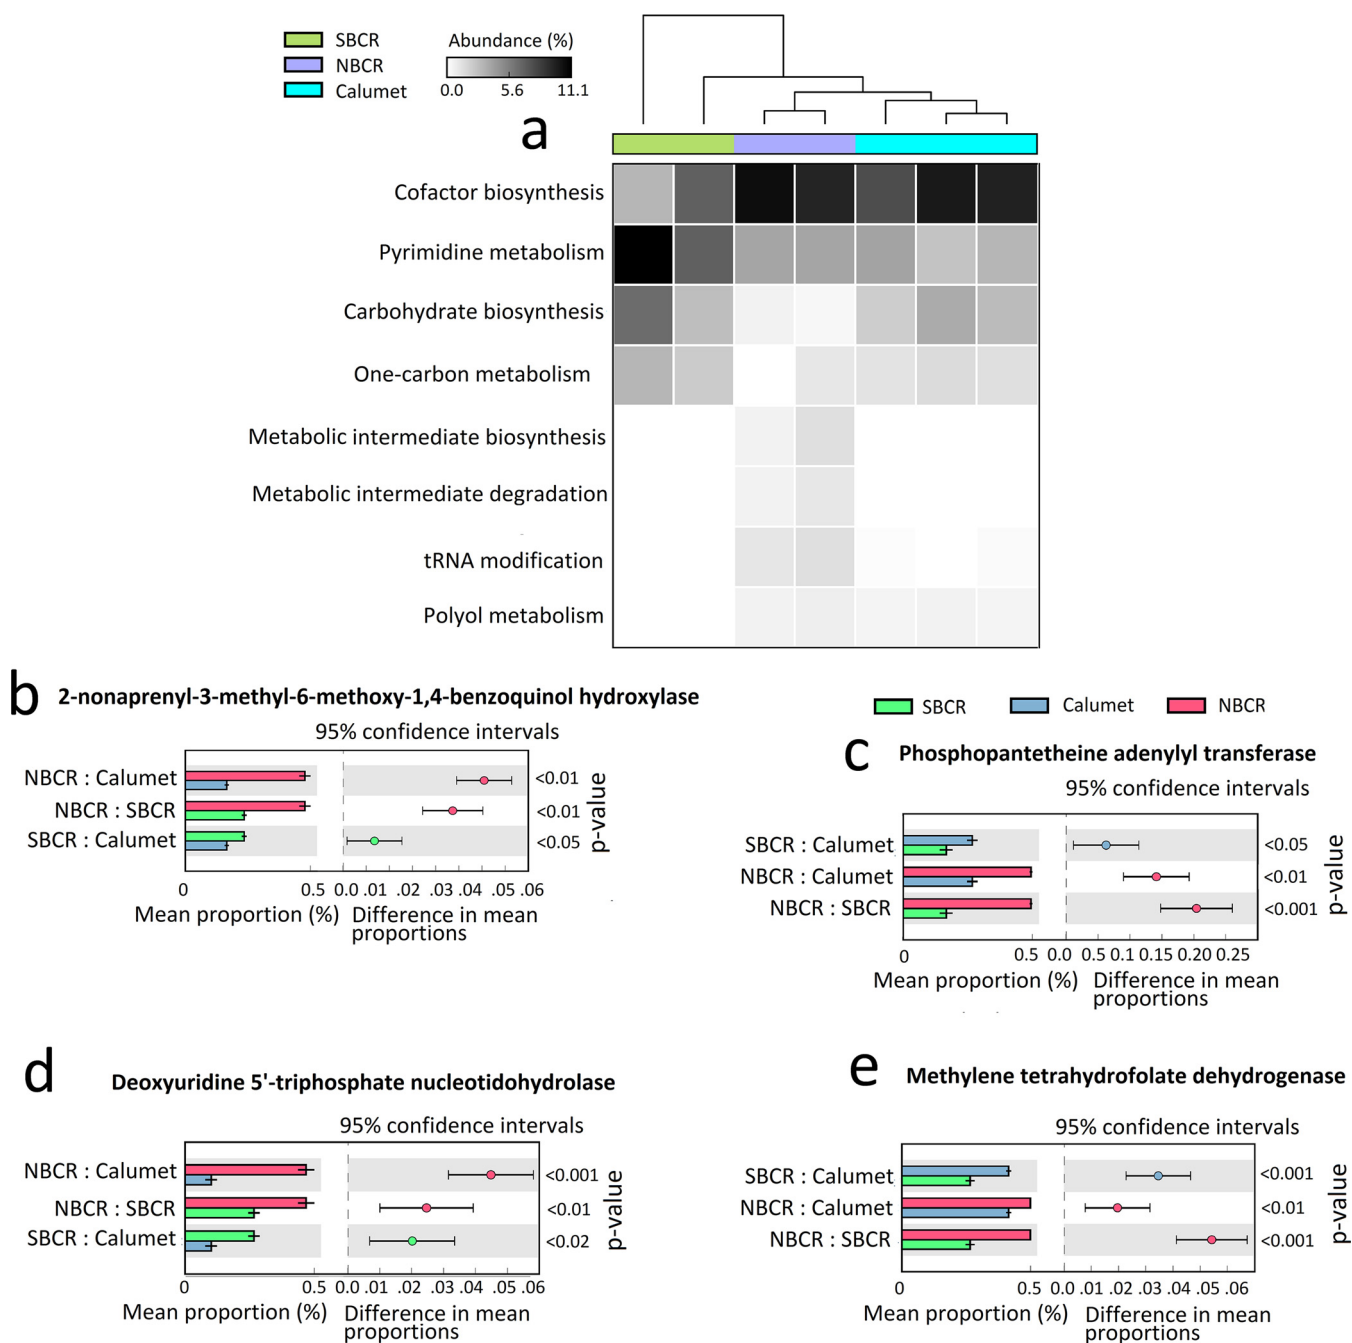 SBCR
NBCR
Calumet
Abundance (%)
0.0 5.6 11.1
a
Cofactor biosynthesis
Pyrimidine metabolism
Carbohydrate biosynthesis
One-carbon metabolism
Metabolic intermediate biosynthesis
Metabolic intermediate degradation
tRNA modification
Polyol metabolism
b
2-nonaprenyl-3-methyl-6-methoxy-1,4-benzoquinol hydroxylase
95% confidence intervals
NBCR : Calumet
NBCR : SBCR
SBCR : Calumet
<0.01
<0.01
<0.05
p-value
0 0.5 0.0 .01 .02 .03 .04 .05 .06
Mean proportion (%)
Difference in mean
proportions
SBCR Calumet NBCR
c
Phosphopantetheine adenylyl transferase
95% confidence intervals
SBCR : Calumet
NBCR : Calumet
NBCR : SBCR
<0.05
<0.01
<0.001
p-value
0 0.5 0.0 0.5 0.1 0.15 0.20 0.25
Mean proportion (%)
Difference in mean
proportions
d
Deoxyuridine 5'-triphosphate nucleotidohydrolase
95% confidence intervals
NBCR : Calumet
NBCR : SBCR
SBCR : Calumet
<0.001
<0.01
<0.02
p-value
0 0.5 0.0 .01 .03 .04 .05 .06
Mean proportion (%)
Difference in mean
proportions
e
Methylene tetrahydrofolate dehydrogenase
95% confidence intervals
SBCR : Calumet
NBCR : Calumet
NBCR : SBCR
<0.001
<0.01
<0.001
p-value
0 0.5 0.0 .01 .02 .03 .04 .05 .06
Mean proportion (%)
Difference in mean
proportions